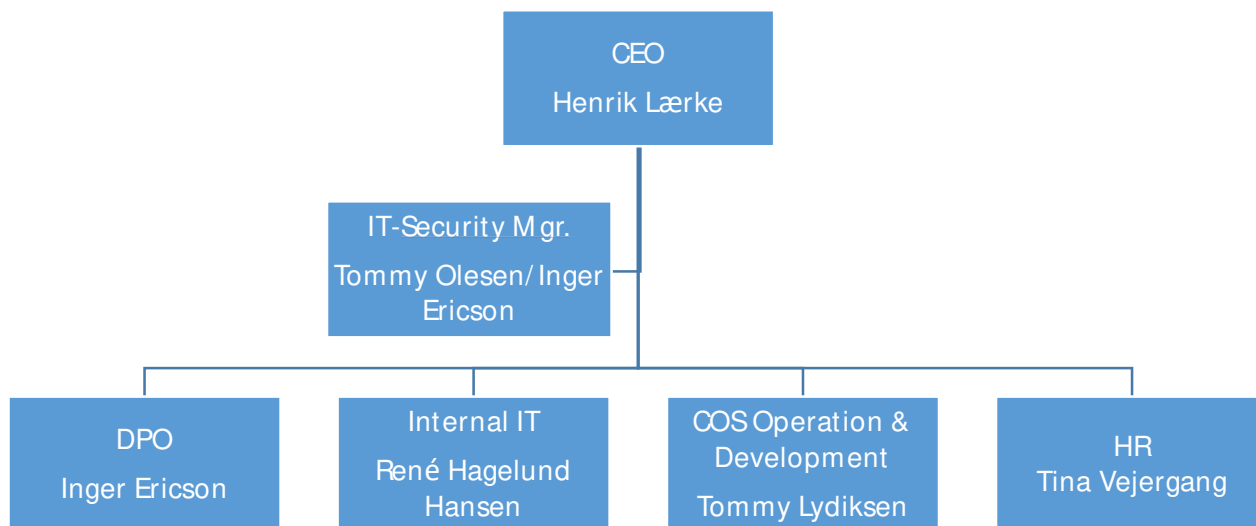 CEO
Henrik Lærke
IT-Security Mgr.
Tommy Olesen/Inger
Ericson
DPO
Inger Ericson
Internal IT
René Hagelund
Hansen
COS Operation &
Development
Tommy Lydiksen
HR
Tina Vejergang